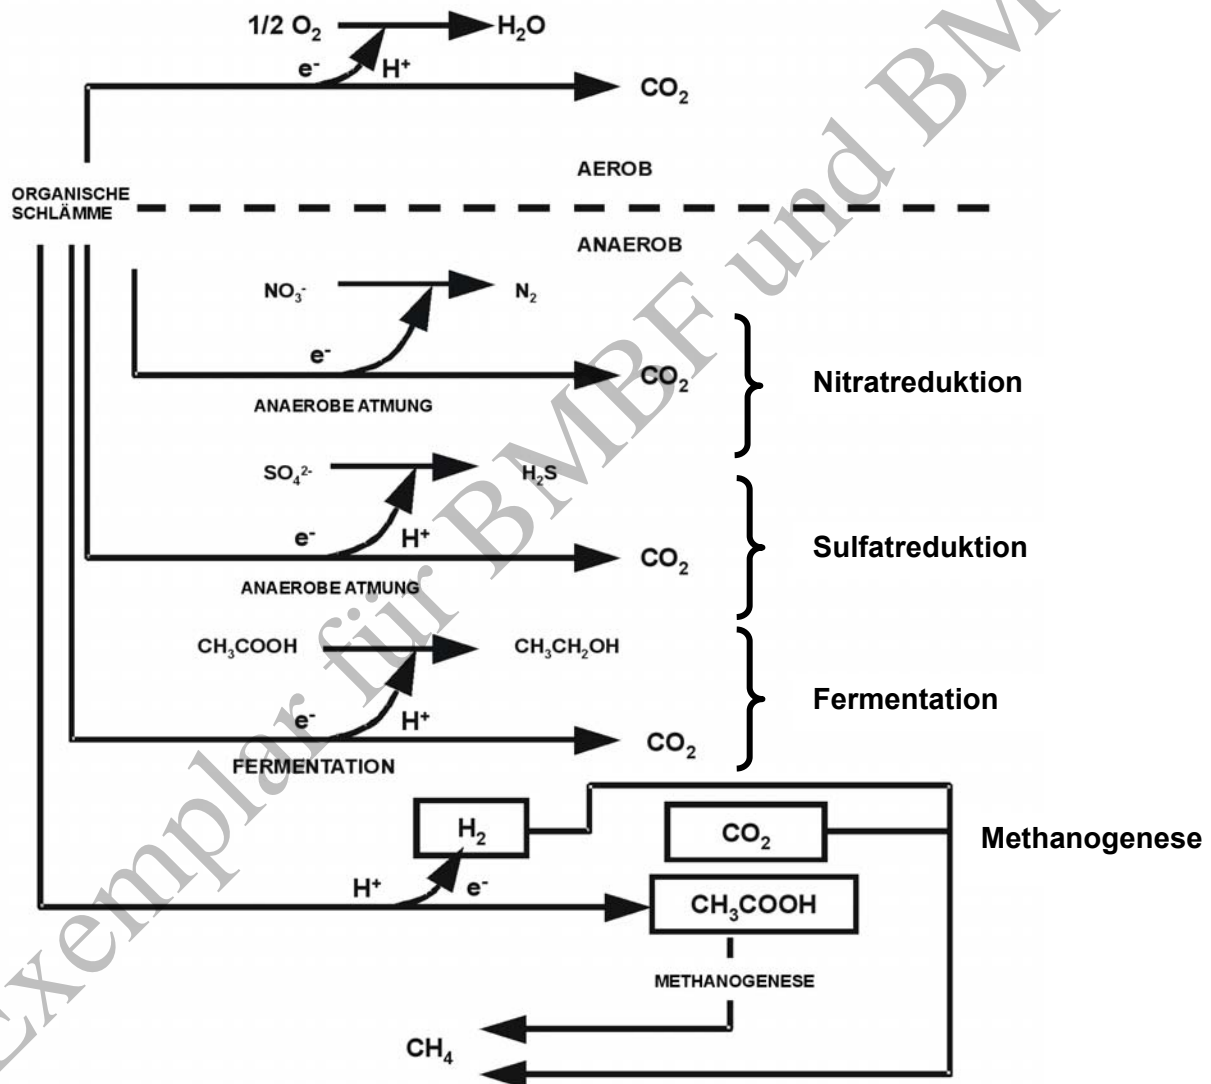 1/2 O₂
H₂O
e⁻
H⁺
CO₂
AEROB
ORGANISCHE
SCHLÄMME
ANAEROB
NO₃⁻
N₂
e⁻
CO₂
Nitratreduktion
ANAEROBE ATMUNG
SO₄²⁻
H₂S
e⁻
H⁺
CO₂
Sulfatreduktion
ANAEROBE ATMUNG
CH₃COOH
CH₃CH₂OH
e⁻
H⁺
CO₂
Fermentation
FERMENTATION
H₂
CO₂
Methanogenese
H⁺
e⁻
CH₃COOH
METHANOGENESE
CH₄
Exemplar für BMBF und BM